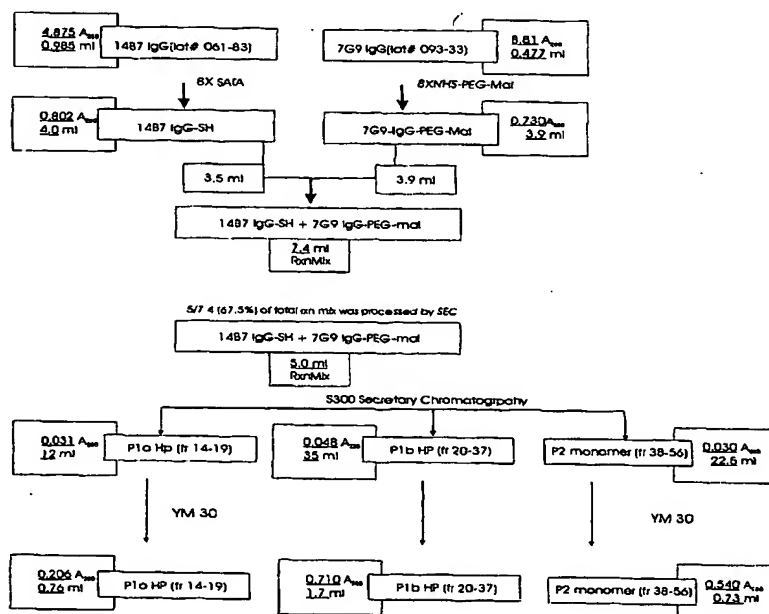 4.875 A₂₈₀
0.985 ml
14B7 IgG(lot# 061-83)
7G9 IgG(lot# 093-33)
8.81 A₂₈₀
0.477 ml
8X SATA
8XNHS-PEG-Mal
0.802 A₂₈₀
4.0 ml
14B7 IgG-SH
7G9-IgG-PEG-Mal
0.730A₂₈₀
3.9 ml
3.5 ml
3.9 ml
14B7 IgG-SH + 7G9 IgG-PEG-mal
7.4 ml
RxnMix
5/7 4 (67.5%) of total rxn mix was processed by SEC
14B7 IgG-SH + 7G9 IgG-PEG-mal
5.0 ml
RxnMix
S300 Secretary Chromatogrpahy
0.031 A₂₈₀
12 ml
P1a Hp (fr 14-19)
0.048 A₂₈₀
35 ml
P1b HP (fr 20-37)
P2 monomer (fr 38-56)
0.030 A₂₈₀
22.5 ml
YM 30
YM 30
0.206 A₂₈₀
0.76 ml
P1a HP (fr 14-19)
0.710 A₂₈₀
1.7 ml
P1b HP (fr 20-37)
P2 monomer (fr 38-56)
0.540 A₂₈₀
0.73 ml